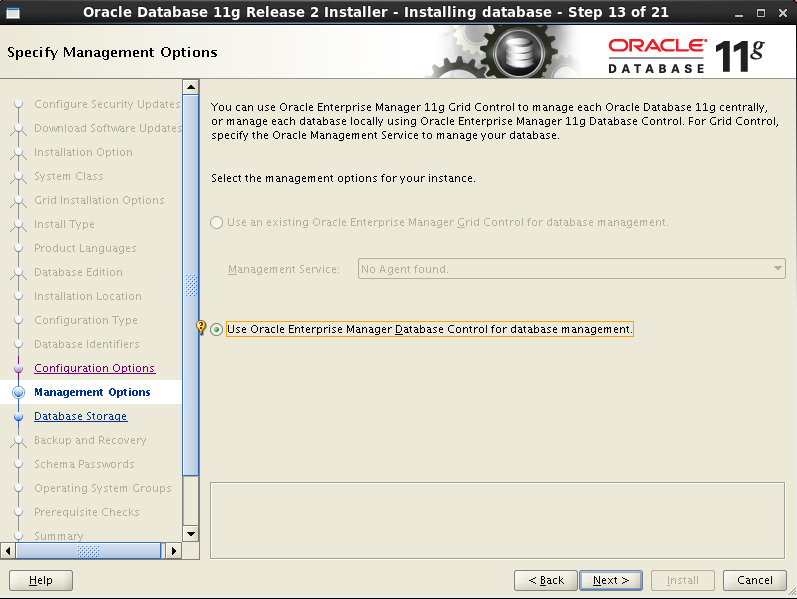 Oracle Database 11g Release 2 Installer - Installing database - Step 13 of 21
Specify Management Options
ORACLE
DATABASE
11g
Configure Security Updates
Download Software Updates
Installation Option
System Class
Grid Installation Options
Install Type
Product Languages
Database Edition
Installation Location
Configuration Type
Database Identifiers
Configuration Options
Management Options
Database Storage
Backup and Recovery
Schema Passwords
Operating System Groups
Prerequisite Checks
Summary
You can use Oracle Enterprise Manager 11g Grid Control to manage each Oracle Database 11g centrally,
or manage each database locally using Oracle Enterprise Manager 11g Database Control. For Grid Control,
specify the Oracle Management Service to manage your database.
Select the management options for your instance.
Use an existing Oracle Enterprise Manager Grid Control for database management.
Management Service: No Agent found.
Use Oracle Enterprise Manager Database Control for database management.
Help
< Back
Next >
Install
Cancel